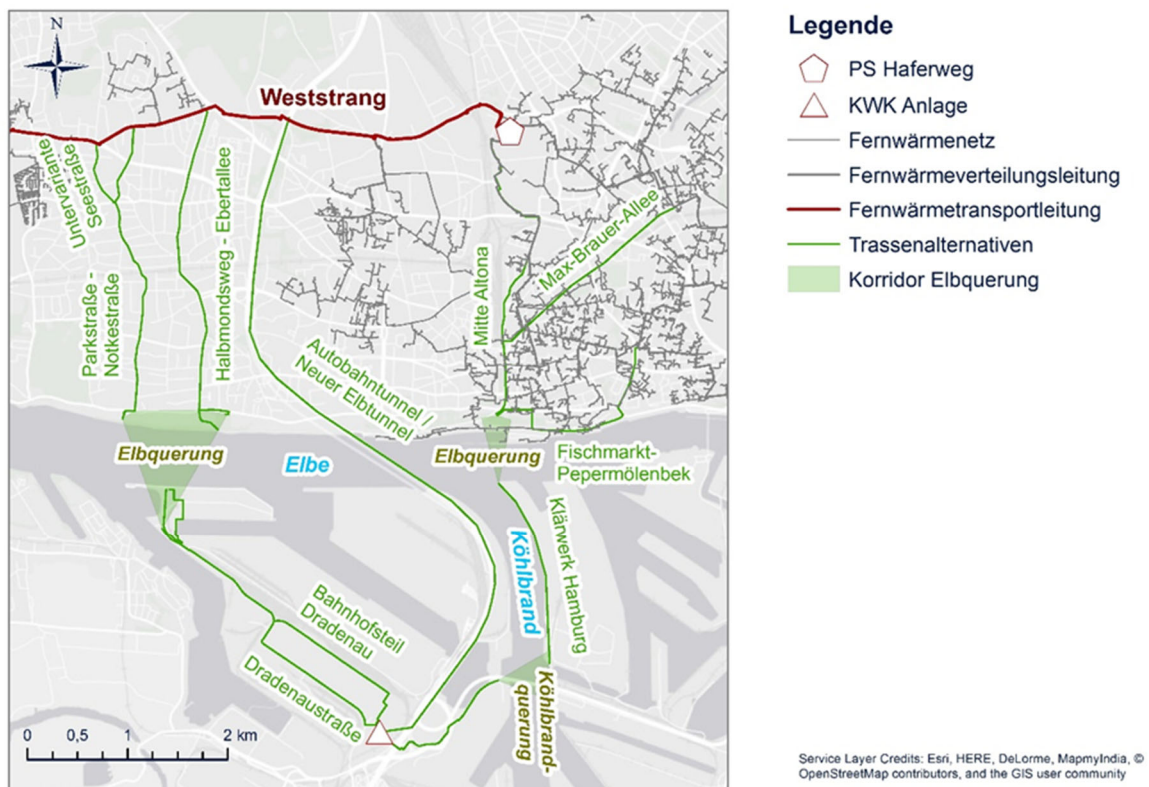 N
Weststrang
Untervariante
Seestraße
Parkstraße -
Notkestraße
Halbmondsweg - Ebertallee
Autobahntunnel /
Neuer Elbtunnel
Mitte Altona
Max-Brauer-Allee
Elbquerung
Elbe
Elbquerung
Fischmarkt-
Pepermölenbek
Köhlbrand
Klärwerk Hamburg
Bahnhofsteil
Dradenau
Dradenaustraße
Köhlbrand-
querung
0 0,5 1 2 km
Legende
PS Haferweg
KWK Anlage
Fernwärmenetz
Fernwärmeverteilungsleitung
Fernwärmetransportleitung
Trassenalternativen
Korridor Elbquerung
Service Layer Credits: Esri, HERE, DeLorme, MapmyIndia, ©
OpenStreetMap contributors, and the GIS user community